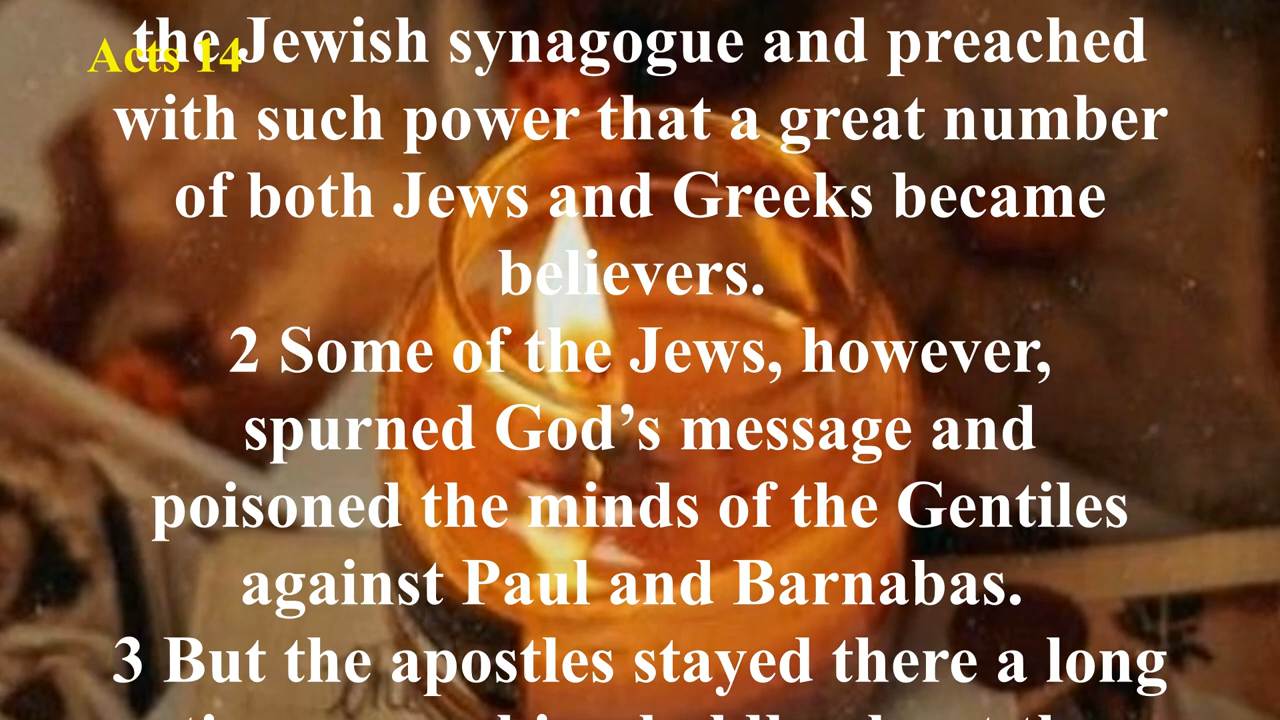 Acts 14
the Jewish synagogue and preached
with such power that a great number
of both Jews and Greeks became
believers.
2 Some of the Jews, however,
spurned God’s message and
poisoned the minds of the Gentiles
against Paul and Barnabas.
3 But the apostles stayed there a long